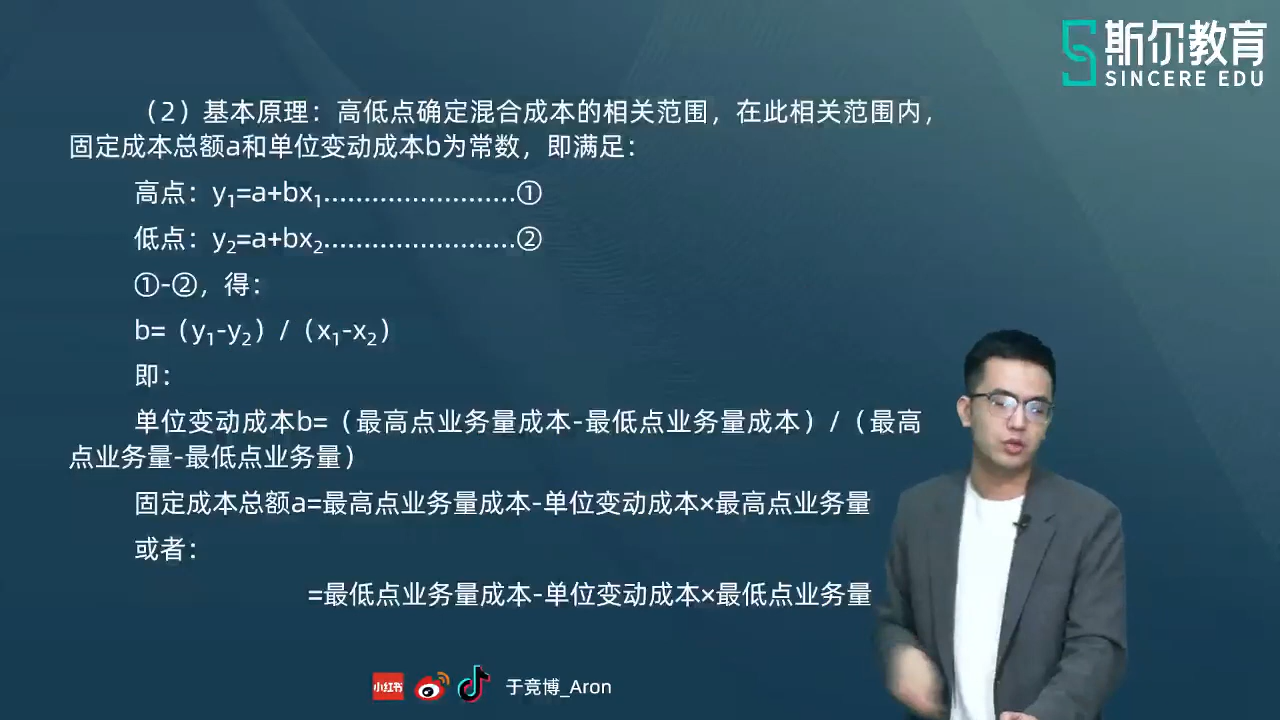 斯尔教育
SINCERE EDU
（2）基本原理：高低点确定混合成本的相关范围，在此相关范围内，
固定成本总额a和单位变动成本b为常数，即满足：
高点：y₁=a+bx₁........................①
低点：y₂=a+bx₂........................②
①-②，得：
b=（y₁-y₂）/（x₁-x₂）
即：
单位变动成本b=（最高点业务量成本-最低点业务量成本）/（最高
点业务量-最低点业务量）
固定成本总额a=最高点业务量成本-单位变动成本×最高点业务量
或者：
=最低点业务量成本-单位变动成本×最低点业务量
小红书 于竞博_Aron